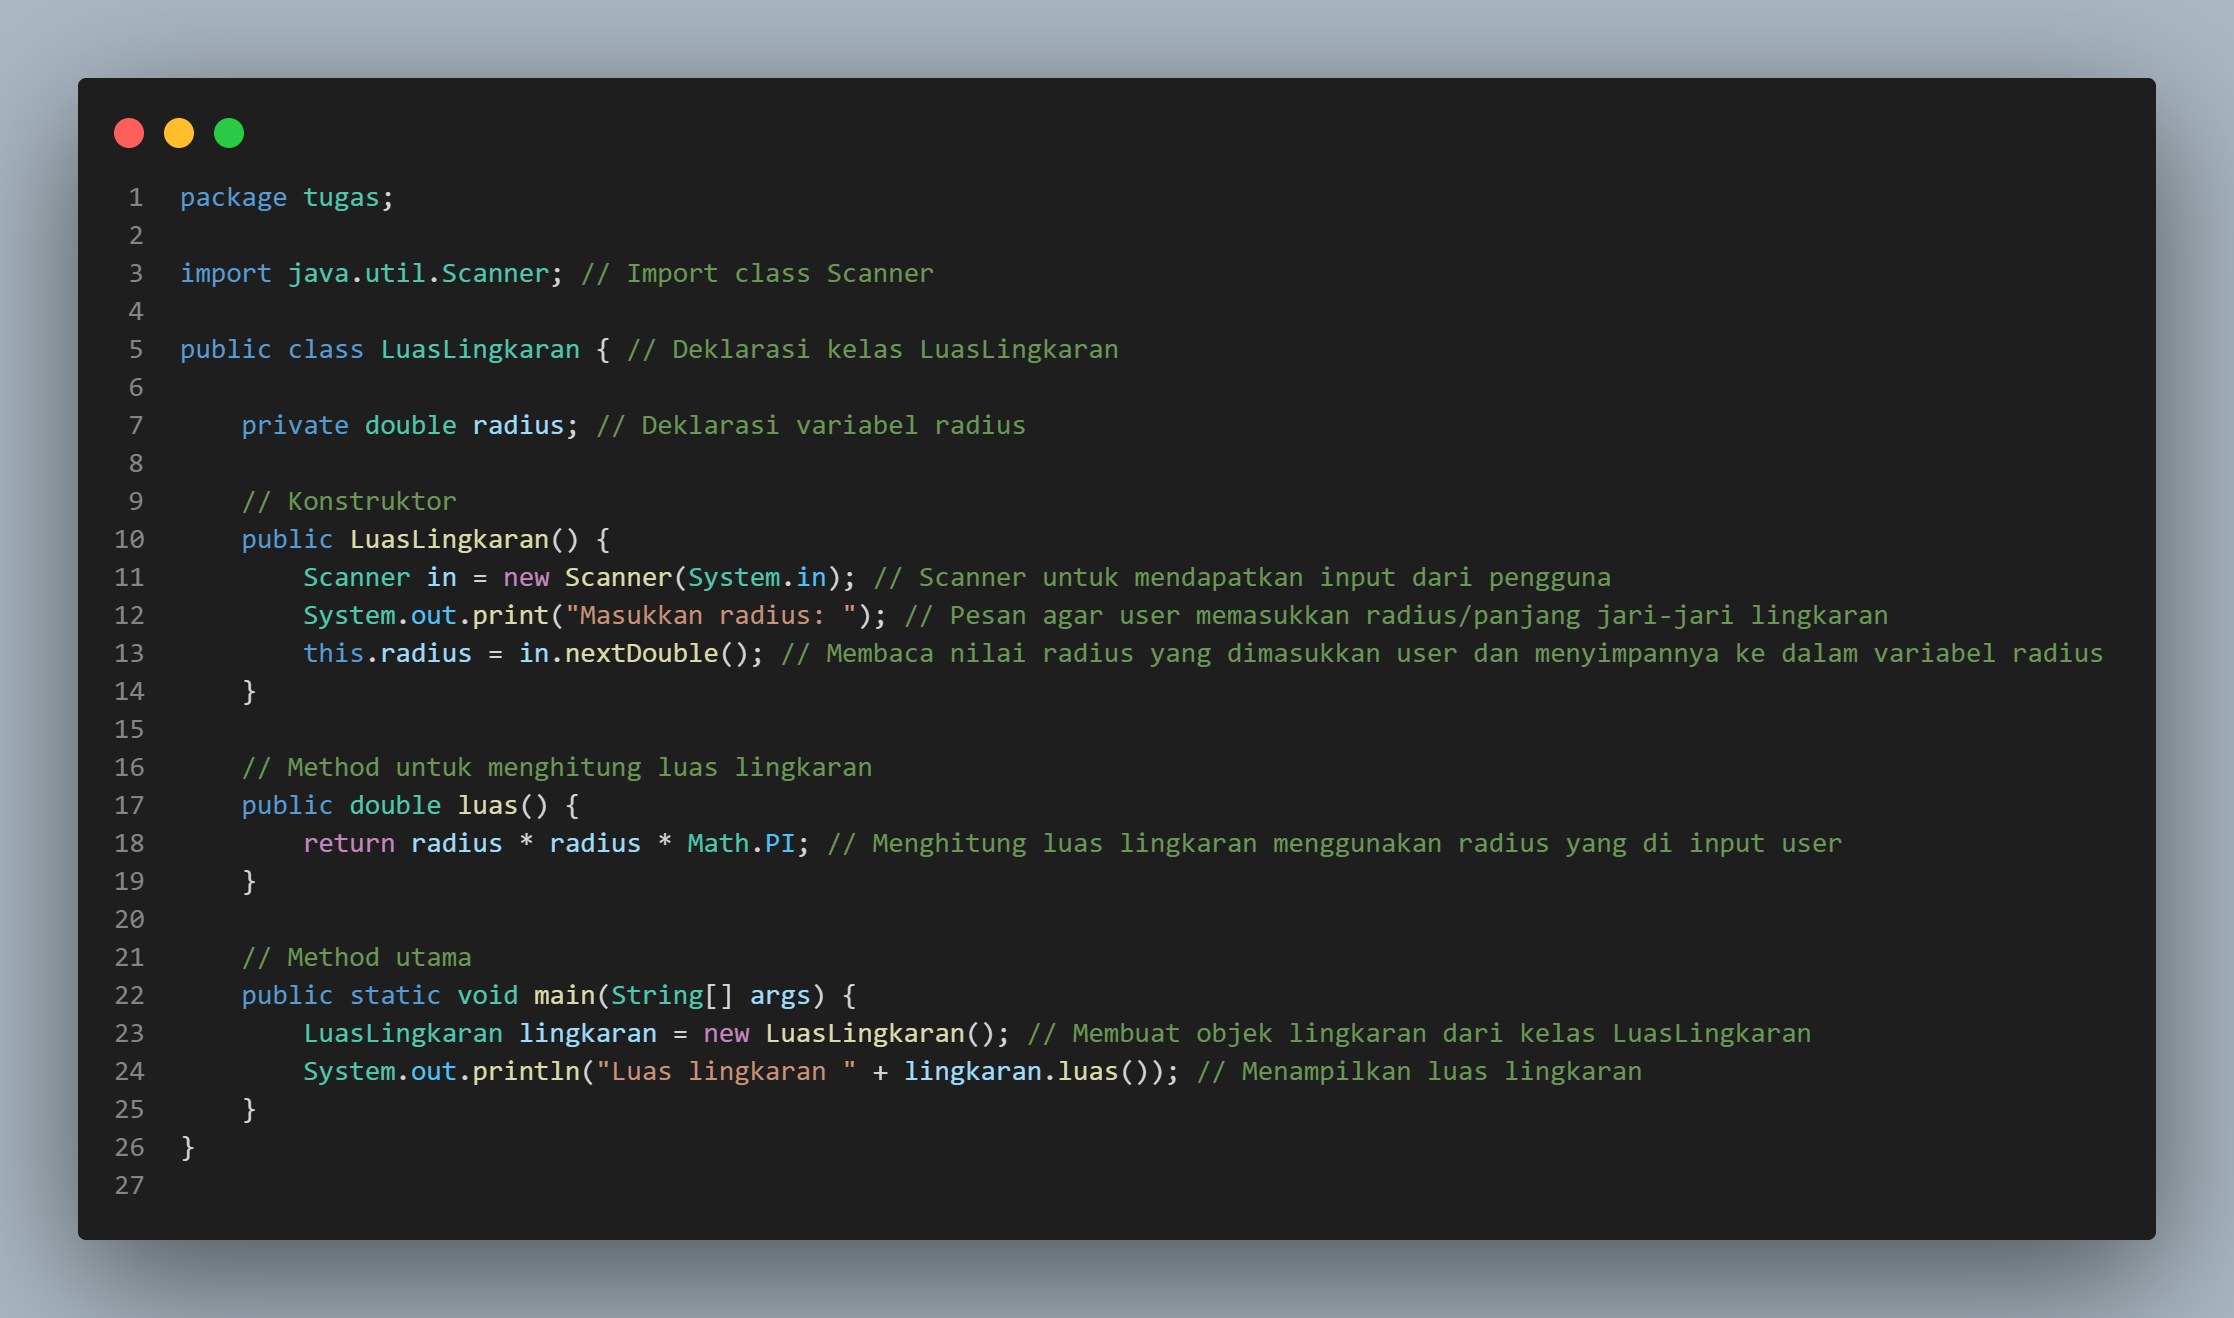 1 package tugas;
2
3 import java.util.Scanner; // Import class Scanner
4
5 public class LuasLingkaran { // Deklarasi kelas LuasLingkaran
6
7     private double radius; // Deklarasi variabel radius
8
9     // Konstruktor
10     public LuasLingkaran() {
11         Scanner in = new Scanner(System.in); // Scanner untuk mendapatkan input dari pengguna
12         System.out.print("Masukkan radius: "); // Pesan agar user memasukkan radius/panjang jari-jari lingkaran
13         this.radius = in.nextDouble(); // Membaca nilai radius yang dimasukkan user dan menyimpannya ke dalam variabel radius
14     }
15
16     // Method untuk menghitung luas lingkaran
17     public double luas() {
18         return radius * radius * Math.PI; // Menghitung luas lingkaran menggunakan radius yang di input user
19     }
20
21     // Method utama
22     public static void main(String[] args) {
23         LuasLingkaran lingkaran = new LuasLingkaran(); // Membuat objek lingkaran dari kelas LuasLingkaran
24         System.out.println("Luas lingkaran " + lingkaran.luas()); // Menampilkan luas lingkaran
25     }
26 }
27